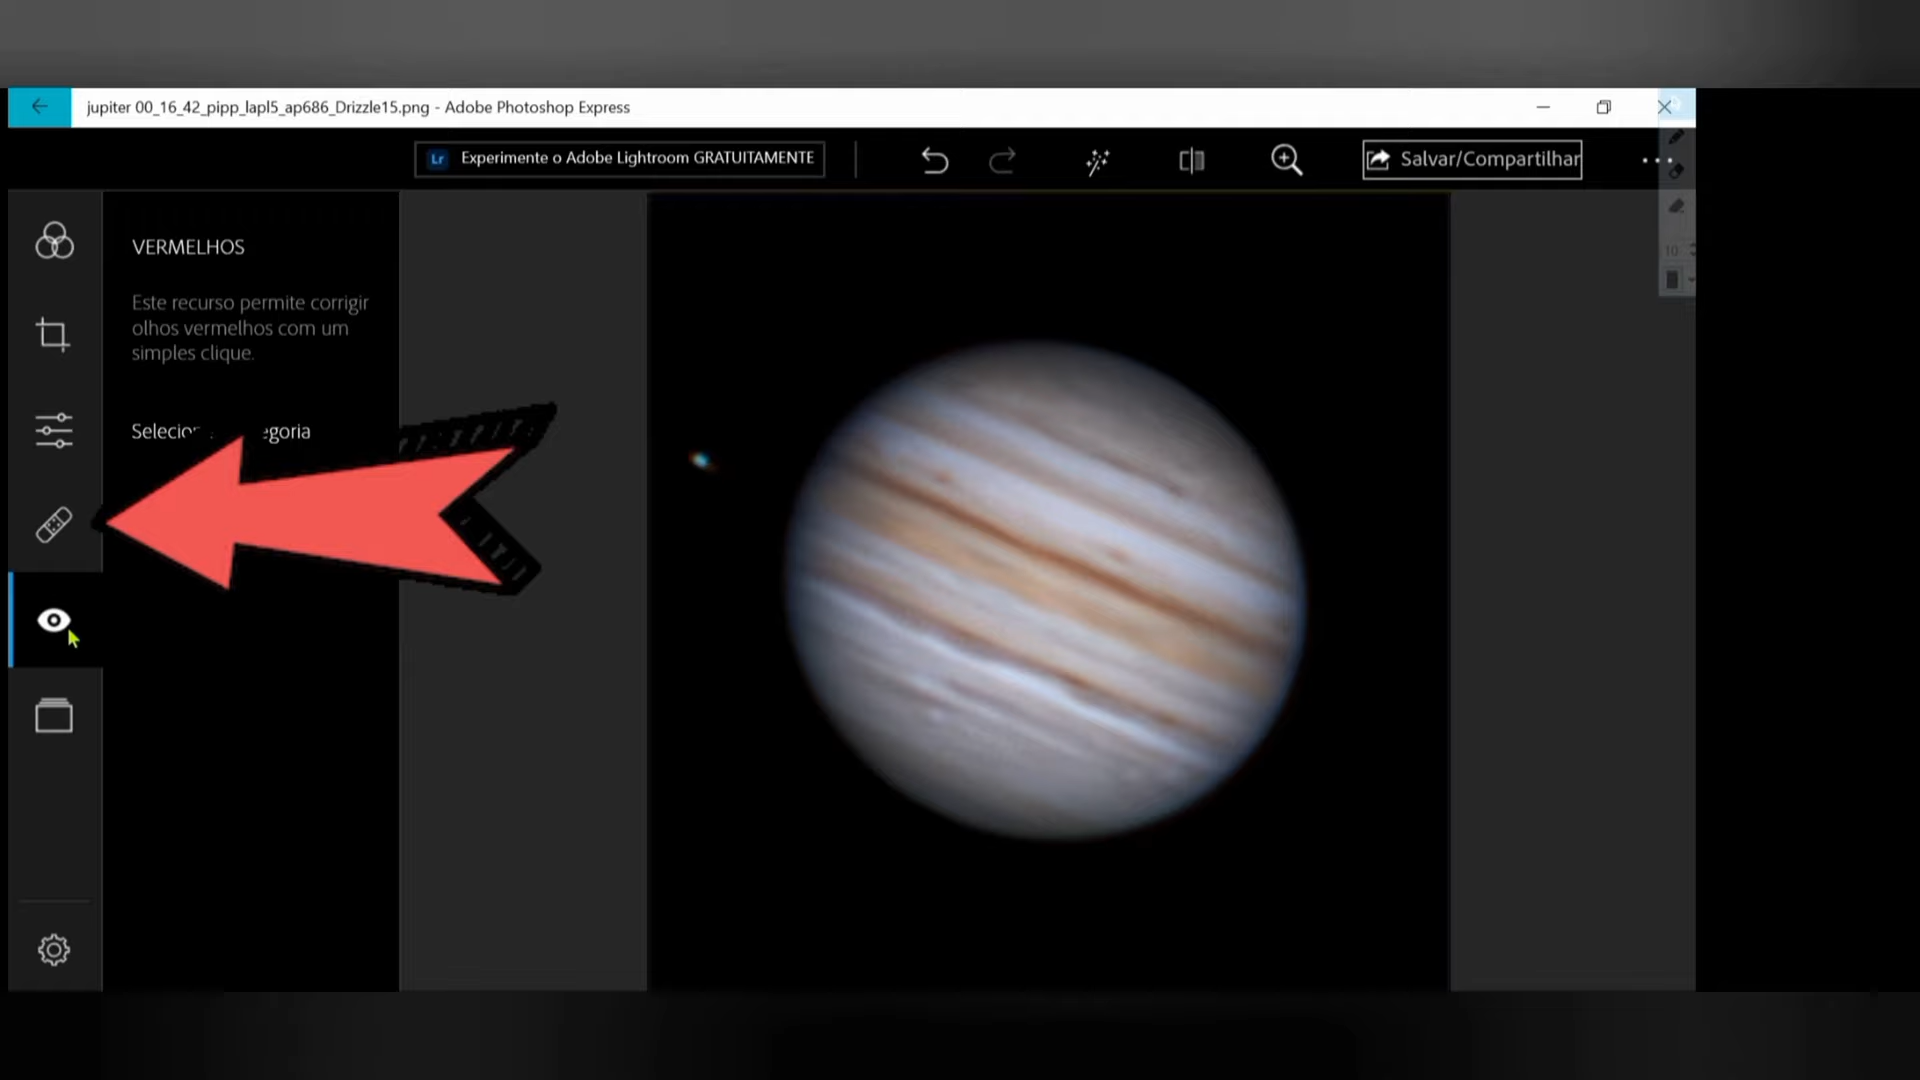 jupiter 00_16_42_pipp_lapl5_ap686_Drizzle15.png - Adobe Photoshop Express
Lr Experimente o Adobe Lightroom GRATUITAMENTE
Salvar/Compartilhar
VERMELHOS
Este recurso permite corrigir
olhos vermelhos com um
simples clique.
10